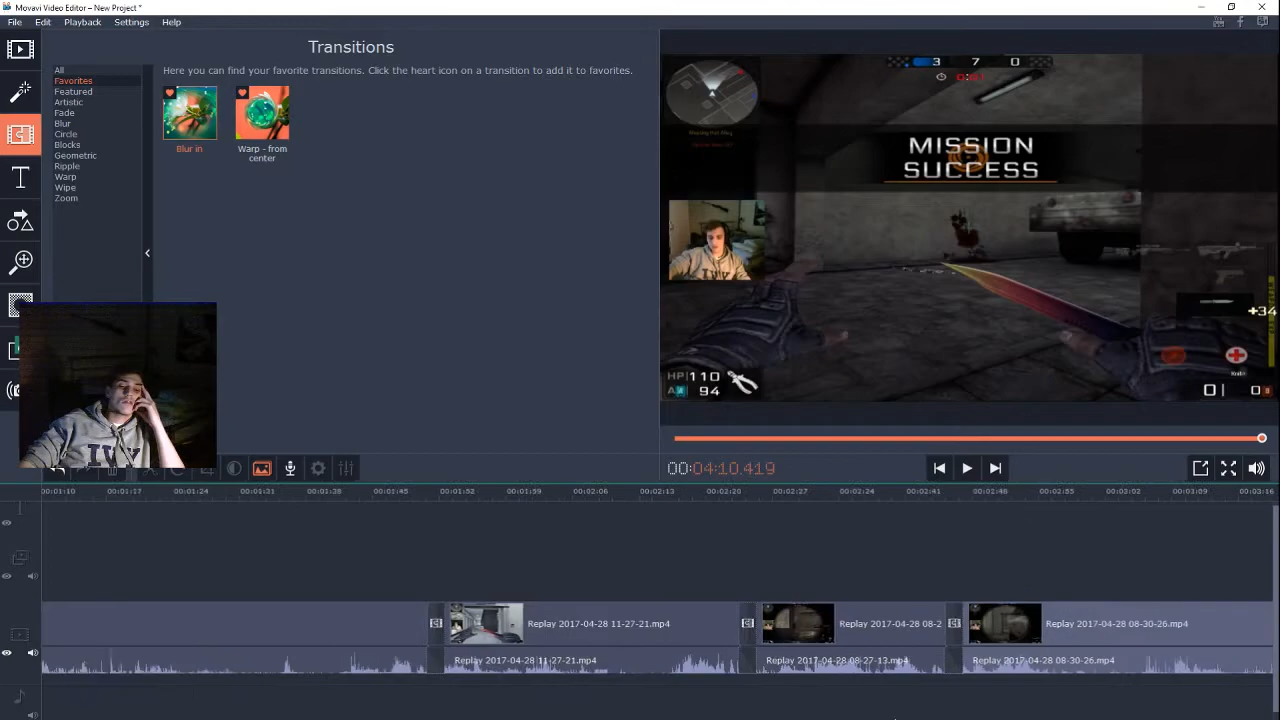 Movavi Video Editor – New Project *
File Edit Playback Settings Help
Transitions
Here you can find your favorite transitions. Click the heart icon on a transition to add it to favorites.
All
Favorites
Featured
Artistic
Fade
Blur
Circle
Blocks
Geometric
Ripple
Warp
Wipe
Zoom
Blur in
Warp - from
center
3 7 0
MISSION
SUCCESS
+34
HP|110
94
Knife
0| 0
00:04:10.419
00:01:10 00:01:17 00:01:24 00:01:31 00:01:38 00:01:45 00:01:52 00:01:59 00:02:06 00:02:13 00:02:20 00:02:27 00:02:34 00:02:41 00:02:48 00:02:55 00:03:02 00:03:09 00:03:16
Replay 2017-04-28 11-27-21.mp4 Replay 2017-04-28 08-2 Replay 2017-04-28 08-30-26.mp4
Replay 2017-04-28 11-27-21.mp4 Replay 2017-04-28 08-27-13.mp4 Replay 2017-04-28 08-30-26.mp4